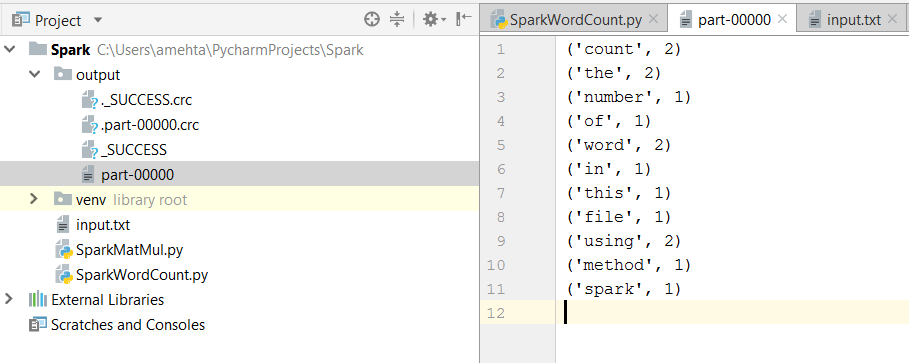 Project
Spark C:\Users\amehta\PycharmProjects\Spark
output
._SUCCESS.crc
.part-00000.crc
_SUCCESS
part-00000
venv library root
input.txt
SparkMatMul.py
SparkWordCount.py
External Libraries
Scratches and Consoles
SparkWordCount.py part-00000 input.txt
1 ('count', 2)
2 ('the', 2)
3 ('number', 1)
4 ('of', 1)
5 ('word', 2)
6 ('in', 1)
7 ('this', 1)
8 ('file', 1)
9 ('using', 2)
10 ('method', 1)
11 ('spark', 1)
12